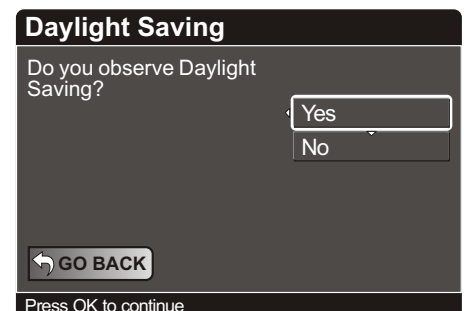 Daylight Saving
Do you observe Daylight
Saving?
Yes
No
GO BACK
Press OK to continue